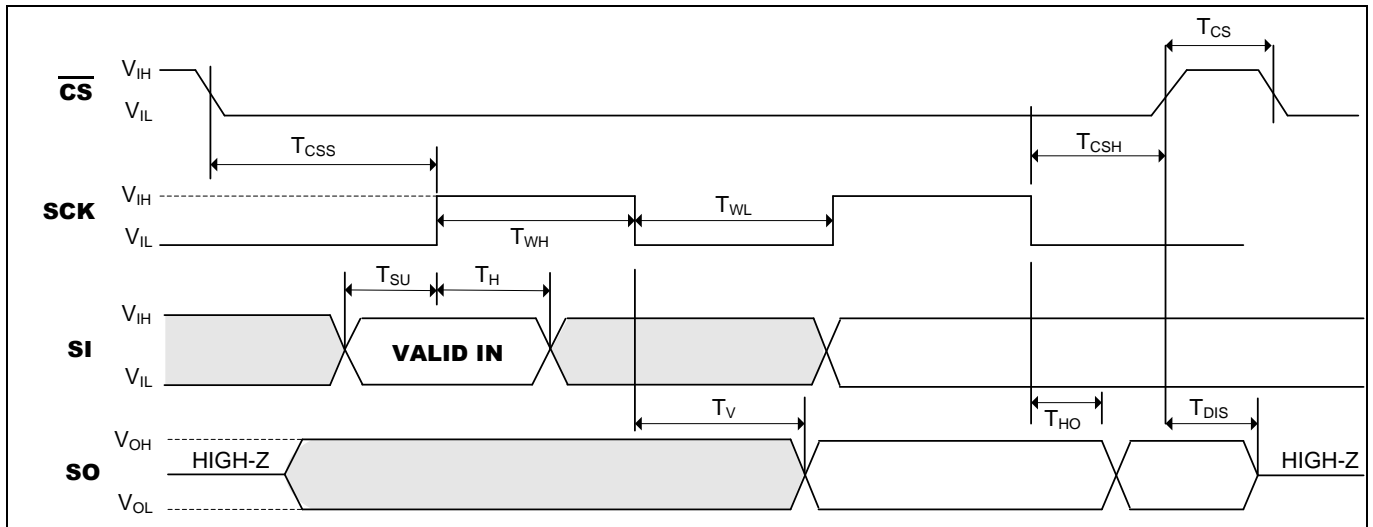 TCS
CS
VIH
VIL
TCSS
TCSH
SCK
VIH
VIL
TWH
TWL
TSU
TH
SI
VIH
VIL
VALID IN
TV
THO
TDIS
SO
VOH
HIGH-Z
VOL
HIGH-Z